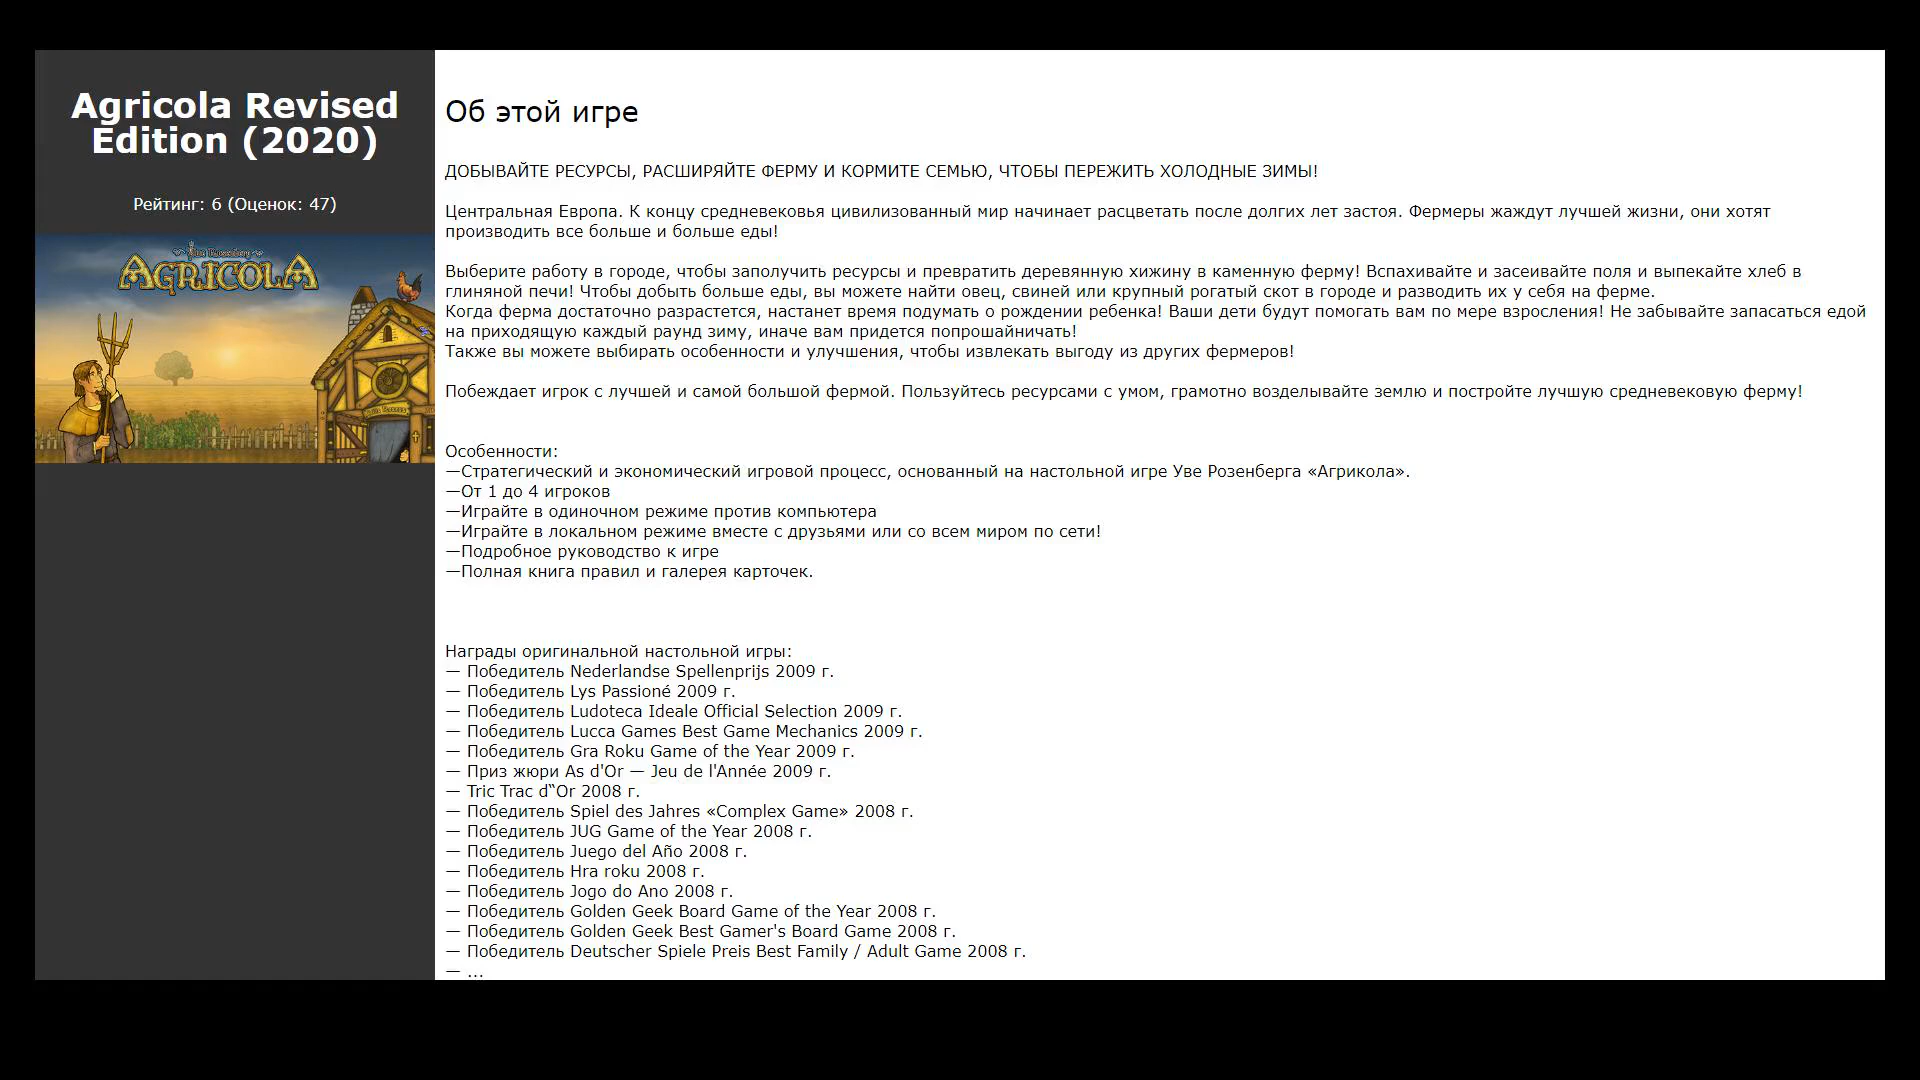 Agricola Revised
Edition (2020)
Рейтинг: 6 (Оценок: 47)
AGRICOLA
Об этой игре
ДОБЫВАЙТЕ РЕСУРСЫ, РАСШИРЯЙТЕ ФЕРМУ И КОРМИТЕ СЕМЬЮ, ЧТОБЫ ПЕРЕЖИТЬ ХОЛОДНЫЕ ЗИМЫ!
Центральная Европа. К концу средневековья цивилизованный мир начинает расцветать после долгих лет застоя. Фермеры жаждут лучшей жизни, они хотят
производить все больше и больше еды!
Выберите работу в городе, чтобы заполучить ресурсы и превратить деревянную хижину в каменную ферму! Вспахивайте и засеивайте поля и выпекайте хлеб в
глиняной печи! Чтобы добыть больше еды, вы можете найти овец, свиней или крупный рогатый скот в городе и разводить их у себя на ферме.
Когда ферма достаточно разрастется, настанет время подумать о рождении ребенка! Ваши дети будут помогать вам по мере взросления! Не забывайте запасаться едой
на приходящую каждый раунд зиму, иначе вам придется попрошайничать!
Также вы можете выбирать особенности и улучшения, чтобы извлекать выгоду из других фермеров!
Побеждает игрок с лучшей и самой большой фермой. Пользуйтесь ресурсами с умом, грамотно возделывайте землю и постройте лучшую средневековую ферму!
Особенности:
—Стратегический и экономический игровой процесс, основанный на настольной игре Уве Розенберга «Агрикола».
—От 1 до 4 игроков
—Играйте в одиночном режиме против компьютера
—Играйте в локальном режиме вместе с друзьями или со всем миром по сети!
—Подробное руководство к игре
—Полная книга правил и галерея карточек.
Награды оригинальной настольной игры:
— Победитель Nederlandse Spellenprijs 2009 г.
— Победитель Lys Passioné 2009 г.
— Победитель Ludoteca Ideale Official Selection 2009 г.
— Победитель Lucca Games Best Game Mechanics 2009 г.
— Победитель Gra Roku Game of the Year 2009 г.
— Приз жюри As d'Or — Jeu de l'Année 2009 г.
— Tric Trac d‟Or 2008 г.
— Победитель Spiel des Jahres «Complex Game» 2008 г.
— Победитель JUG Game of the Year 2008 г.
— Победитель Juego del Año 2008 г.
— Победитель Hra roku 2008 г.
— Победитель Jogo do Ano 2008 г.
— Победитель Golden Geek Board Game of the Year 2008 г.
— Победитель Golden Geek Best Gamer's Board Game 2008 г.
— Победитель Deutscher Spiele Preis Best Family / Adult Game 2008 г.
— ...